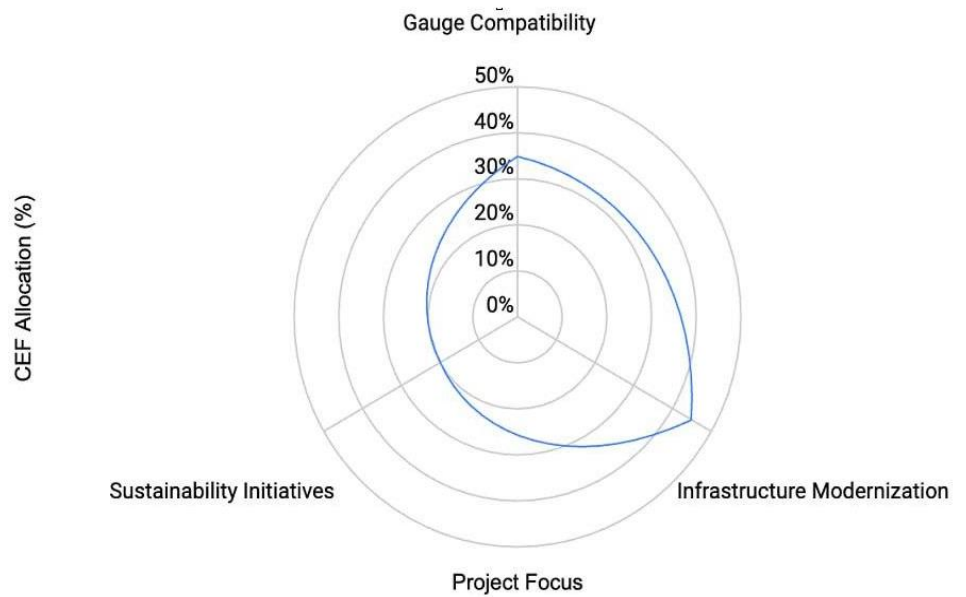 Gauge Compatibility
50%
40%
30%
20%
10%
0%
CEF Allocation (%)
Sustainability Initiatives
Infrastructure Modernization
Project Focus